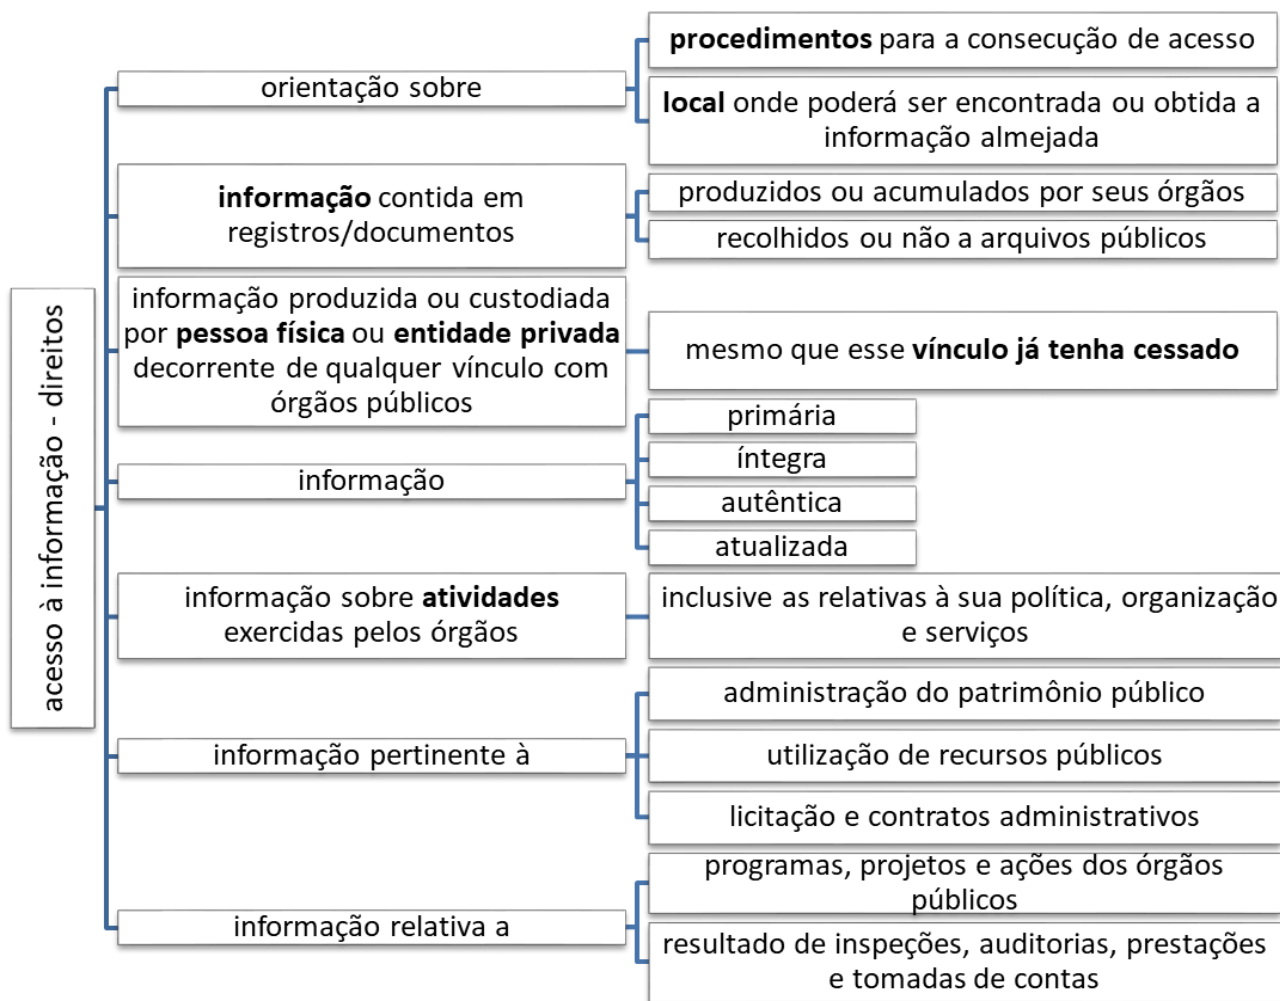 acesso à informação - direitos
orientação sobre
procedimentos para a consecução de acesso
local onde poderá ser encontrada ou obtida a
informação almejada
informação contida em
registros/documentos
produzidos ou acumulados por seus órgãos
recolhidos ou não a arquivos públicos
informação produzida ou custodiada
por pessoa física ou entidade privada
decorrente de qualquer vínculo com
órgãos públicos
mesmo que esse vínculo já tenha cessado
informação
primária
íntegra
autêntica
atualizada
informação sobre atividades
exercidas pelos órgãos
inclusive as relativas à sua política, organização
e serviços
informação pertinente à
administração do patrimônio público
utilização de recursos públicos
licitação e contratos administrativos
informação relativa a
programas, projetos e ações dos órgãos
públicos
resultado de inspeções, auditorias, prestações
e tomadas de contas